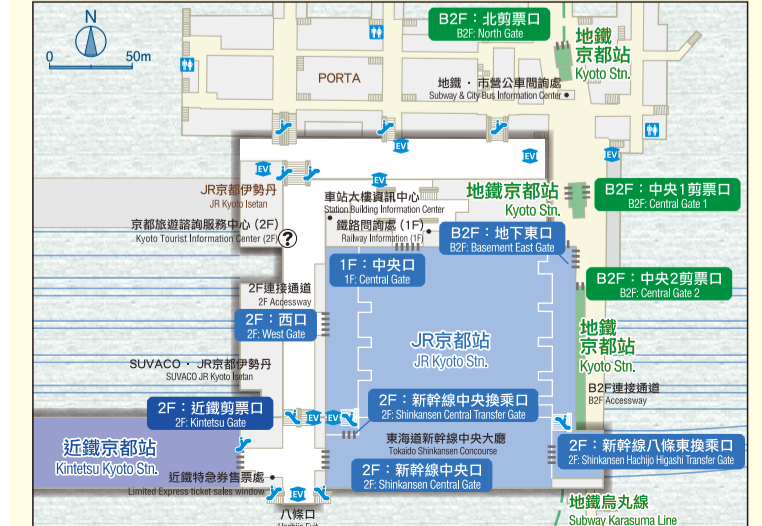 N
0 50m
B2F：北剪票口
B2F: North Gate
地鐵
京都站
Kyoto Stn.
PORTA
地鐵・市營公車問詢處
Subway & City Bus Information Center
EV
EV
EV
EV
EV
JR京都伊勢丹
JR Kyoto Isetan
車站大樓資訊中心
Station Building Information Center
地鐵京都站
Kyoto Stn.
B2F：中央1剪票口
B2F: Central Gate 1
京都旅遊諮詢服務中心 (2F)
Kyoto Tourist Information Center (2F)
?
鐵路問詢處 (1F)
Railway Information (1F)
B2F：地下東口
B2F: Basement East Gate
1F：中央口
1F: Central Gate
B2F：中央2剪票口
B2F: Central Gate 2
2F連接通道
2F Accessway
2F：西口
2F: West Gate
JR京都站
JR Kyoto Stn.
地鐵
京都站
Kyoto Stn.
SUVACO・JR京都伊勢丹
SUVACO JR Kyoto Isetan
B2F連接通道
B2F Accessway
2F：近鐵剪票口
2F: Kintetsu Gate
EV
EV
2F：新幹線中央換乘口
2F: Shinkansen Central Transfer Gate
近鐵京都站
Kintetsu Kyoto Stn.
東海道新幹線中央大廳
Tokaido Shinkansen Concourse
2F：新幹線八條東換乘口
2F: Shinkansen Hachijo Higashi Transfer Gate
近鐵特急券售票處
Limited Express ticket sales window
2F：新幹線中央口
2F: Shinkansen Central Gate
EV
八條口
Hachijo Exit
地鐵烏丸線
Subway Karasuma Line